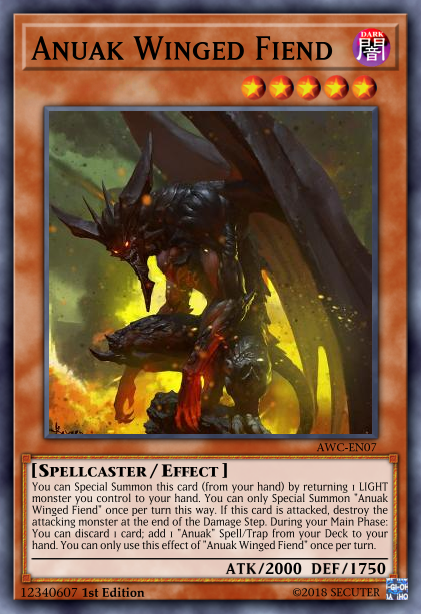 Anuak Winged Fiend
DARK
闇
AWC-EN07
[Spellcaster / Effect]
You can Special Summon this card (from your hand) by returning 1 LIGHT
monster you control to your hand. You can only Special Summon "Anuak
Winged Fiend" once per turn this way. If this card is attacked, destroy the
attacking monster at the end of the Damage Step. During your Main Phase:
You can discard 1 card; add 1 "Anuak" Spell/Trap from your Deck to your
hand. You can only use this effect of "Anuak Winged Fiend" once per turn.
ATK/2000 DEF/1750
12340607 1st Edition
©2018 SECUTER